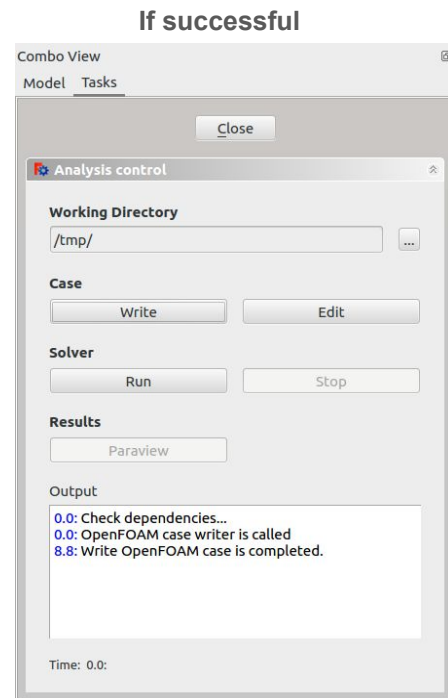 If successful
Combo View
Model Tasks
Close
Analysis control
Working Directory
/tmp/ ...
Case
Write Edit
Solver
Run Stop
Results
Paraview
Output
0.0: Check dependencies...
0.0: OpenFOAM case writer is called
8.8: Write OpenFOAM case is completed.
Time: 0.0: